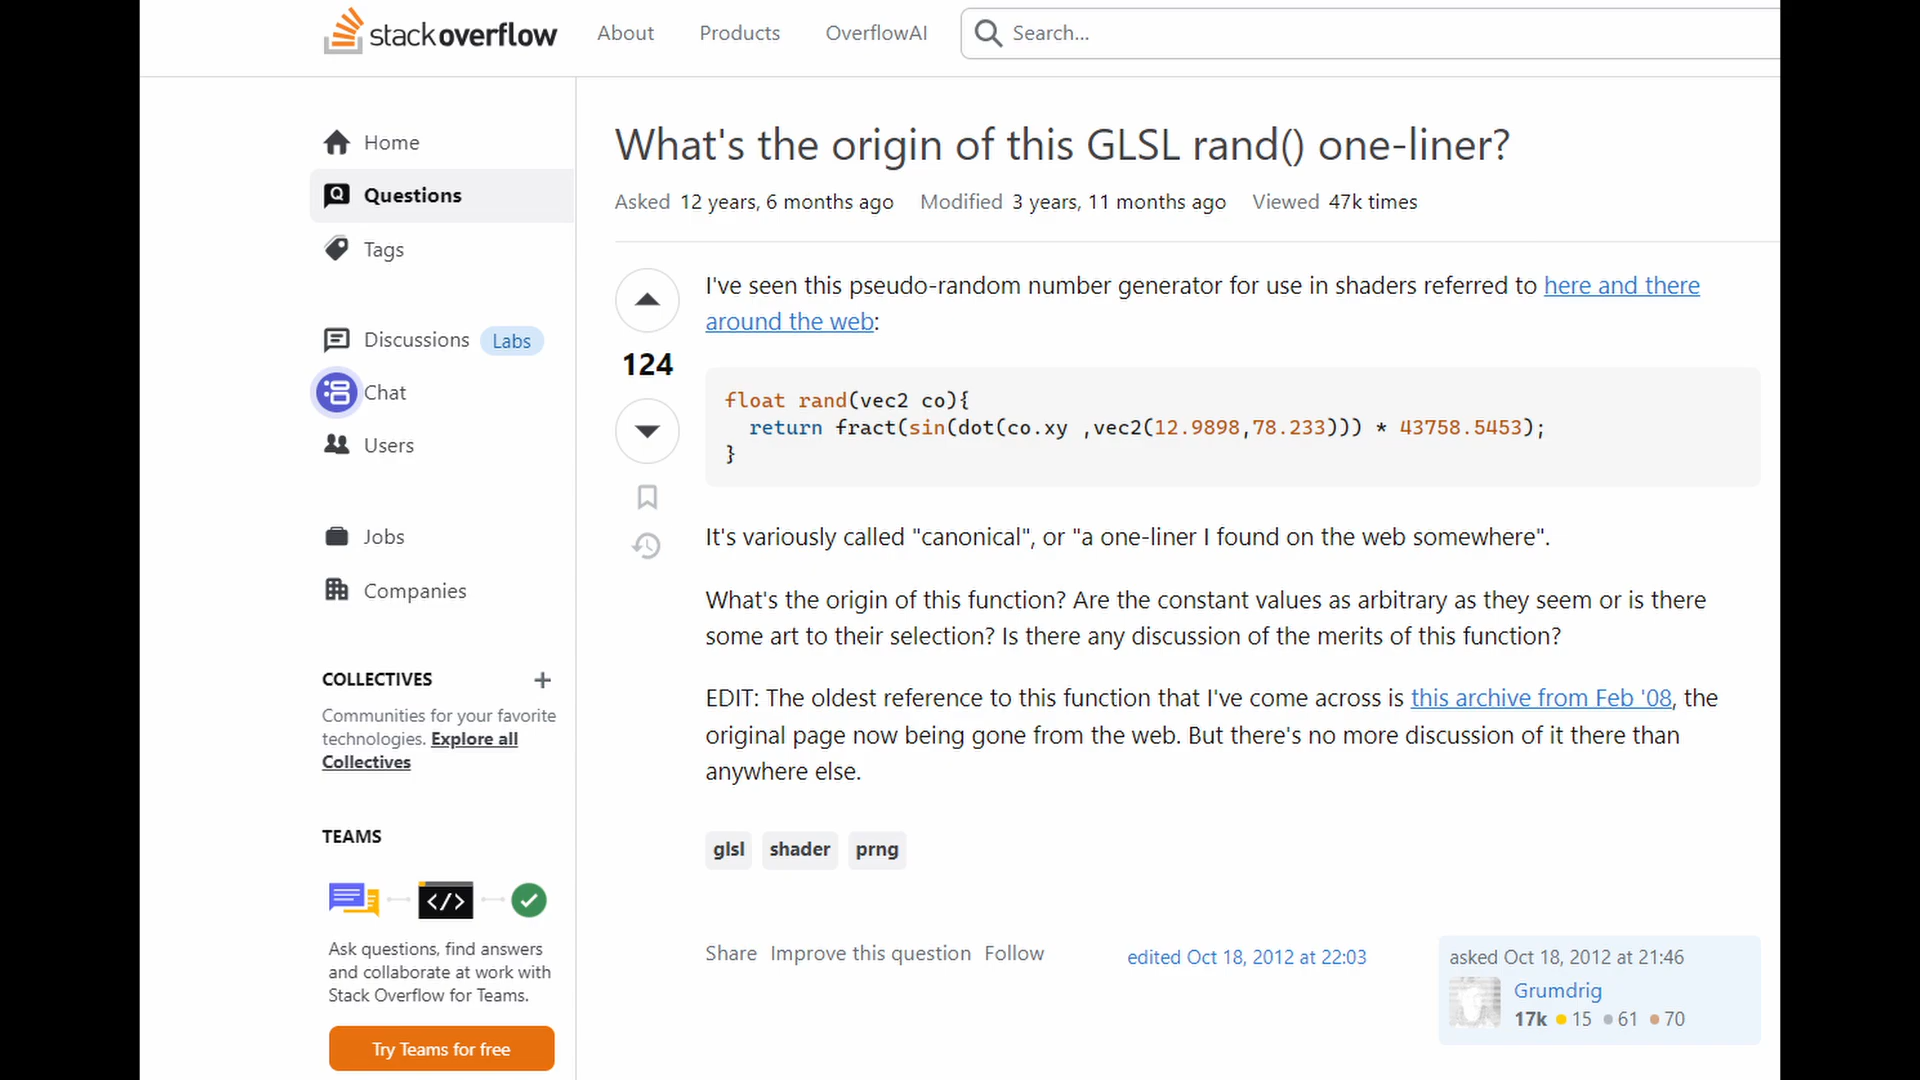 stackoverflow About Products OverflowAI Search...
Home
Questions
Tags
Discussions Labs
Chat
Users
Jobs
Companies
COLLECTIVES
Communities for your favorite
technologies. Explore all
Collectives
TEAMS
</>
Ask questions, find answers
and collaborate at work with
Stack Overflow for Teams.
Try Teams for free
What's the origin of this GLSL rand() one-liner?
Asked 12 years, 6 months ago Modified 3 years, 11 months ago Viewed 47k times
124
I've seen this pseudo-random number generator for use in shaders referred to here and there
around the web:
float rand(vec2 co){
  return fract(sin(dot(co.xy ,vec2(12.9898,78.233))) * 43758.5453);
}
It's variously called "canonical", or "a one-liner I found on the web somewhere".
What's the origin of this function? Are the constant values as arbitrary as they seem or is there
some art to their selection? Is there any discussion of the merits of this function?
EDIT: The oldest reference to this function that I've come across is this archive from Feb '08, the
original page now being gone from the web. But there's no more discussion of it there than
anywhere else.
glsl shader prng
Share Improve this question Follow
edited Oct 18, 2012 at 22:03
asked Oct 18, 2012 at 21:46
Grumdrig
17k 15 61 70